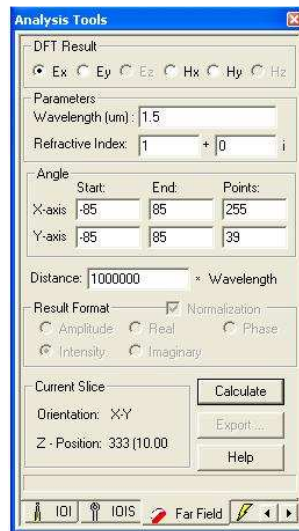 Analysis Tools
DFT Result
Ex Ey Ez Hx Hy Hz
Parameters
Wavelength (um) : 1.5
Refractive Index: 1 + 0 i
Angle
Start: End: Points:
X-axis -85 85 255
Y-axis -85 85 39
Distance: 1000000 * Wavelength
Result Format Normalization
Amplitude Real Phase
Intensity Imaginary
Current Slice
Orientation: X-Y
Z - Position: 333 (10.00
Calculate
Export ...
Help
IOI IOIS Far Field